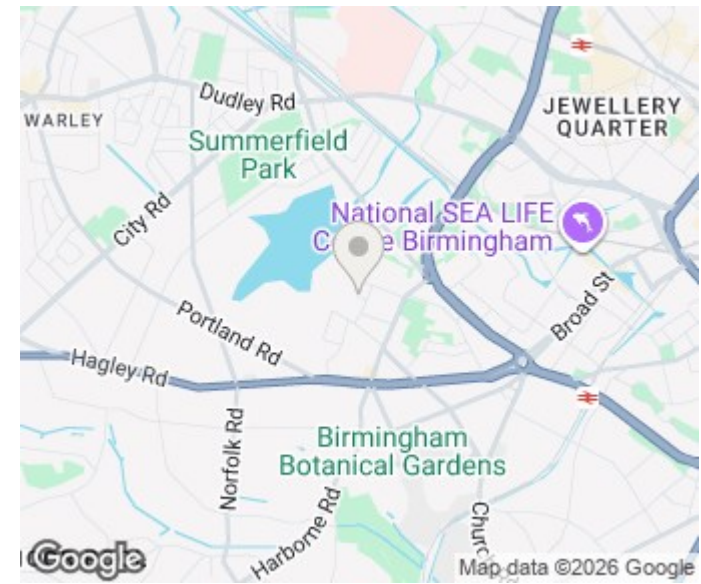 Dudley Rd
WARLEY
JEWELLERY
QUARTER
Summerfield
Park
City Rd
National SEA LIFE
Birmingham
Broad St
Portland Rd
Hagley Rd
Norfolk Rd
Birmingham
Botanical Gardens
Harborne Rd
Google
Map data ©2026 Google